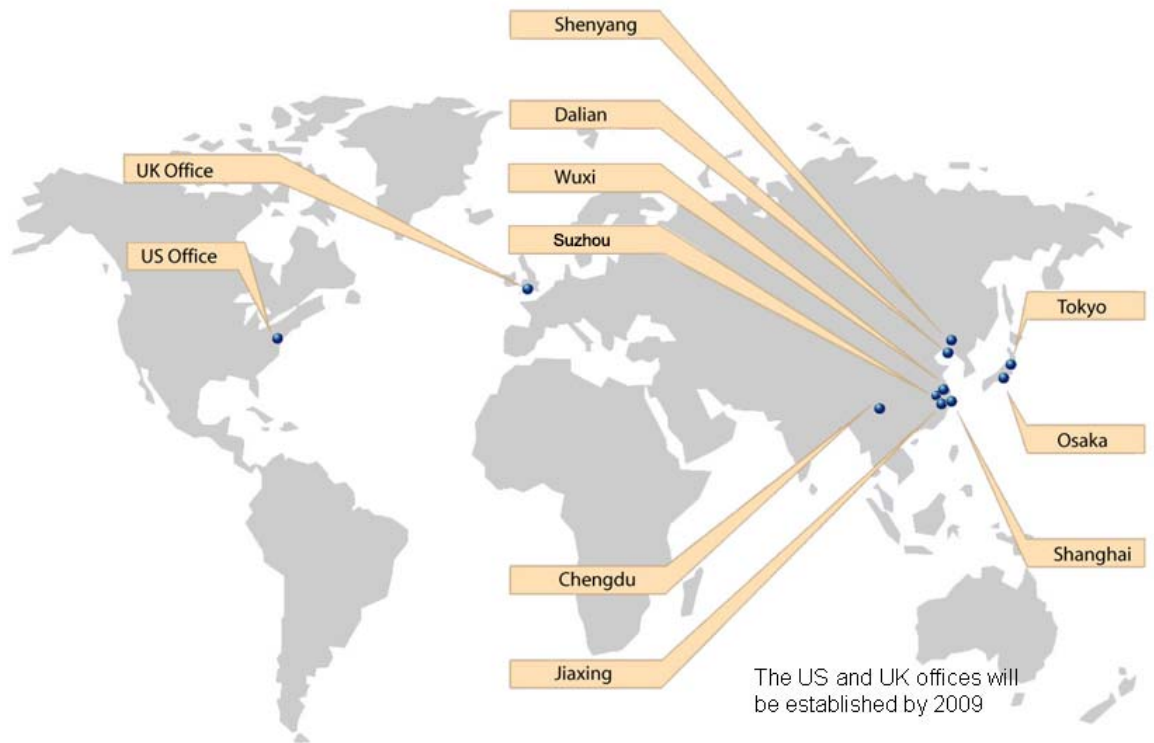 Shenyang
Dalian
UK Office
Wuxi
Suzhou
US Office
Tokyo
Osaka
Shanghai
Chengdu
Jiaxing
The US and UK offices will
be established by 2009